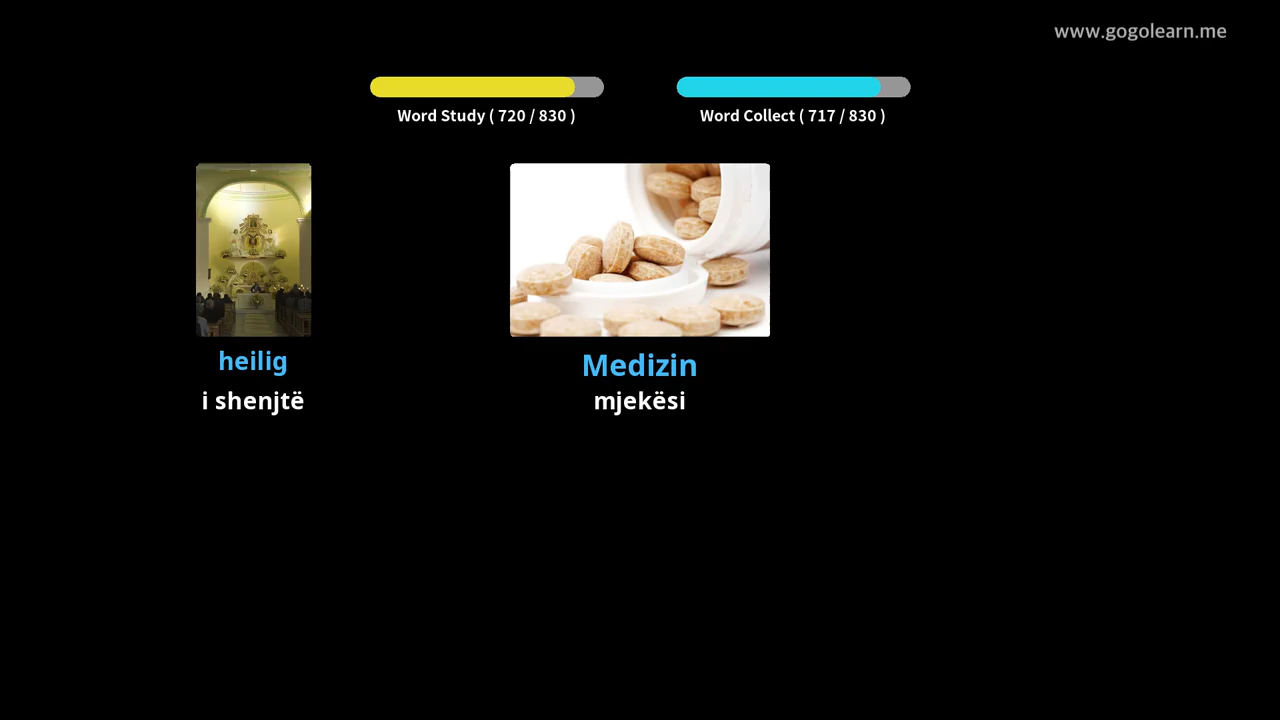 www.gogolearn.me
Word Study ( 720 / 830 )
Word Collect ( 717 / 830 )
heilig
i shenjtë
Medizin
mjekësi